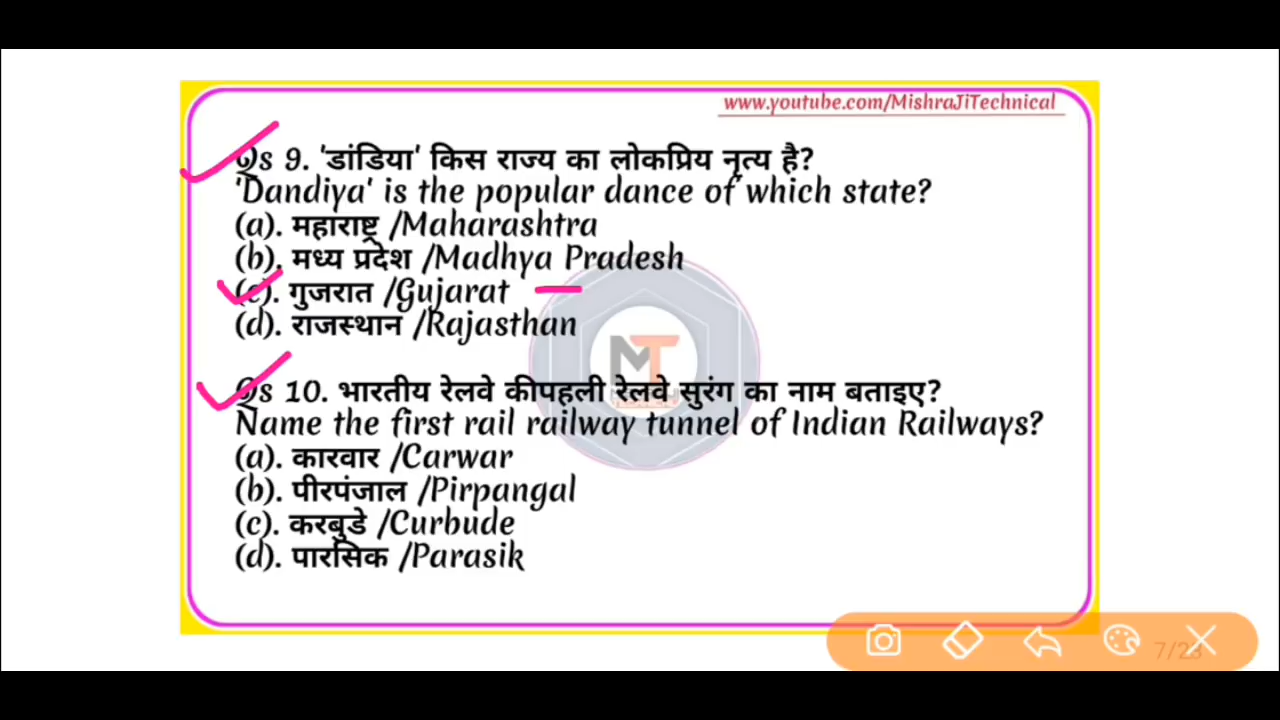 www.youtube.com/MishraJiTechnical
Qs 9. 'डांडिया' किस राज्य का लोकप्रिय नृत्य है?
'Dandiya' is the popular dance of which state?
(a). महाराष्ट्र /Maharashtra
(b). मध्य प्रदेश /Madhya Pradesh
(c). गुजरात /Gujarat
(d). राजस्थान /Rajasthan
MT
Qs 10. भारतीय रेलवे कीपहली रेलवे सुरंग का नाम बताइए?
Name the first rail railway tunnel of Indian Railways?
(a). कारवार /Carwar
(b). पीरपंजाल /Pirpangal
(c). करबुडे /Curbude
(d). पारसिक /Parasik